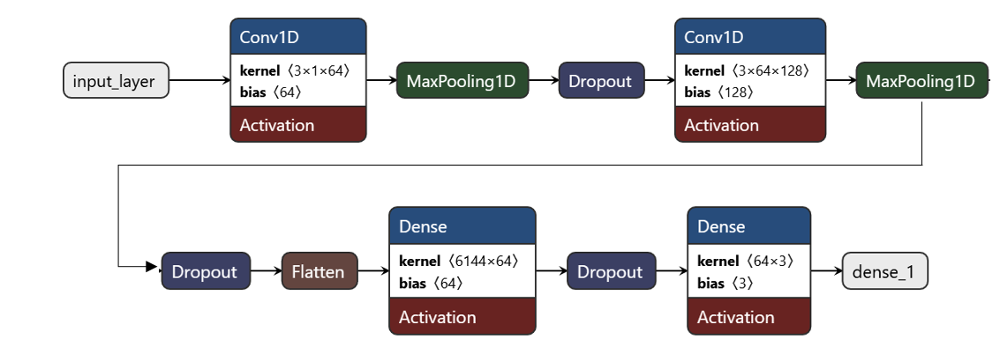 input_layer
Conv1D
kernel〈3×1×64〉
bias〈64〉
Activation
MaxPooling1D
Dropout
Conv1D
kernel〈3×64×128〉
bias〈128〉
Activation
MaxPooling1D
Dropout
Flatten
Dense
kernel〈6144×64〉
bias〈64〉
Activation
Dropout
Dense
kernel〈64×3〉
bias〈3〉
Activation
dense_1